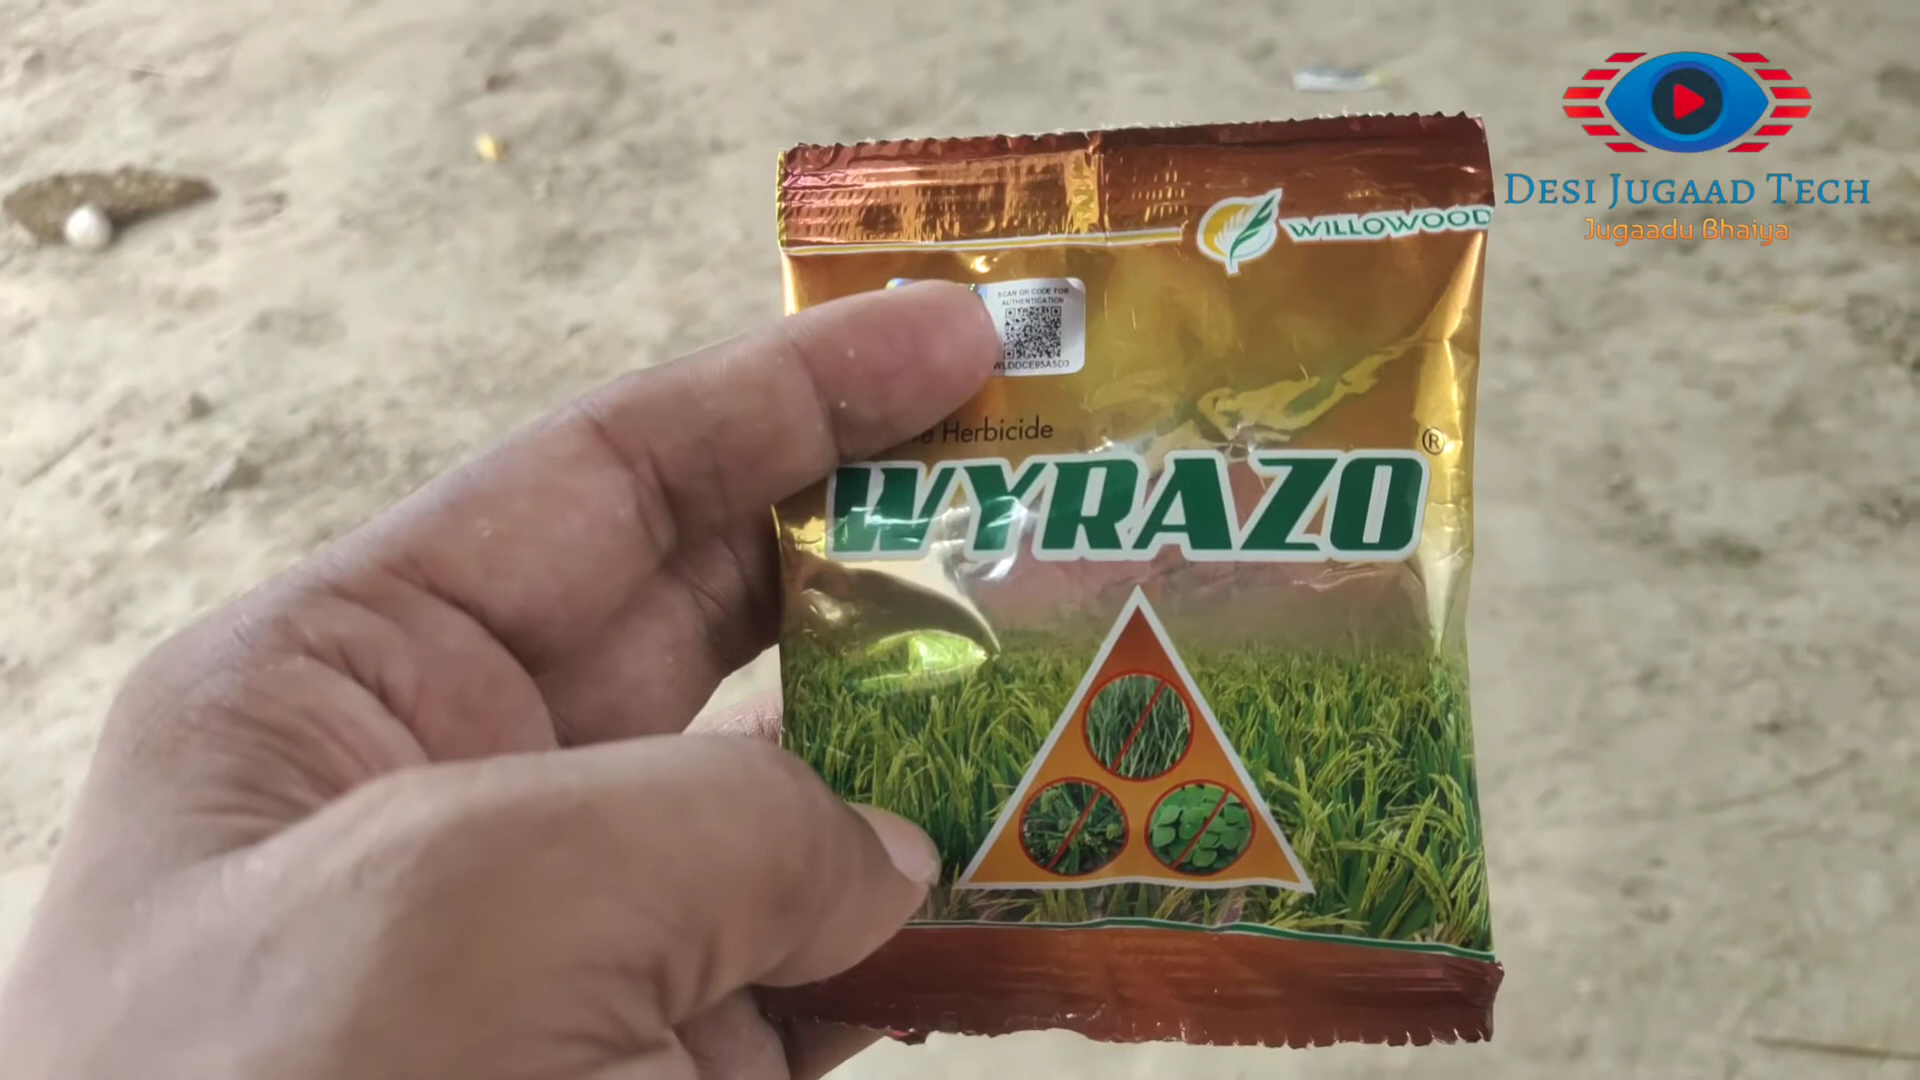 WILLOWOOD
DESI JUGAAD TECH
Jugaadu Bhaiya
SCAN QR CODE FOR
AUTHENTICATION
WLDDCE95A5D3
Herbicide
WYRAZO®